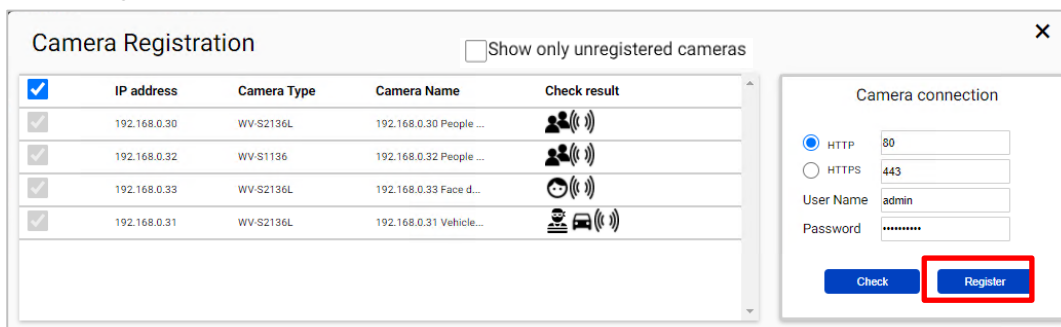 Camera Registration
Show only unregistered cameras
IP address Camera Type Camera Name Check result
192.168.0.30 WV-S2136L 192.168.0.30 People ...
192.168.0.32 WV-S1136 192.168.0.32 People ...
192.168.0.33 WV-S2136L 192.168.0.33 Face d...
192.168.0.31 WV-S2136L 192.168.0.31 Vehicle...
Camera connection
HTTP 80
HTTPS 443
User Name admin
Password ••••••••••
Check Register